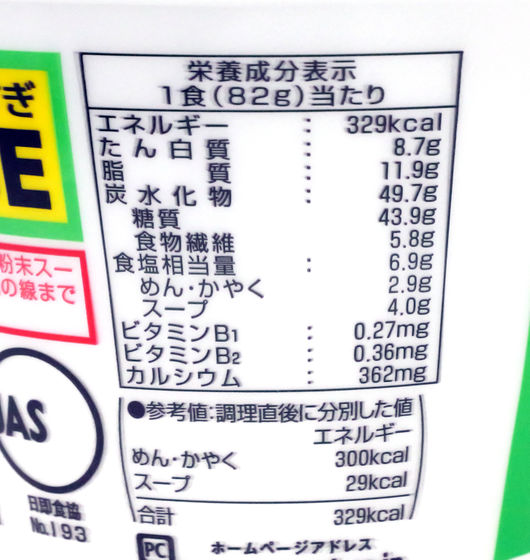 ぎ
E
粉末スー
の線まで
JAS
日即食協
No.193
栄養成分表示
1食(82g)当たり
エネルギー : 329kcal
たん白質 : 8.7g
脂質 : 11.9g
炭水化物 : 49.7g
糖質 43.9g
食物繊維 5.8g
食塩相当量 : 6.9g
めん・かやく 2.9g
スープ 4.0g
ビタミンB1 : 0.27mg
ビタミンB2 : 0.36mg
カルシウム : 362mg
●参考値:調理直後に分別した値
エネルギー
めん・かやく 300kcal
スープ 29kcal
合計 329kcal
PC ホームページアドレス